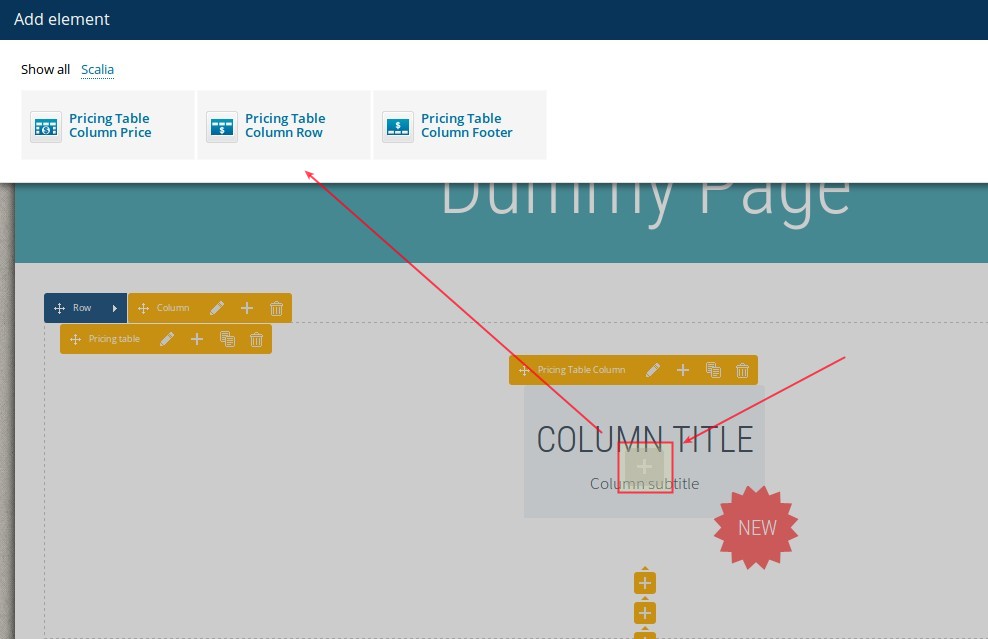 Add element
Show all Scalia
Pricing Table
Column Price
Pricing Table
Column Row
Pricing Table
Column Footer
Dummy Page
Row
Column
Pricing table
Pricing Table Column
COLUMN TITLE
Column subtitle
NEW